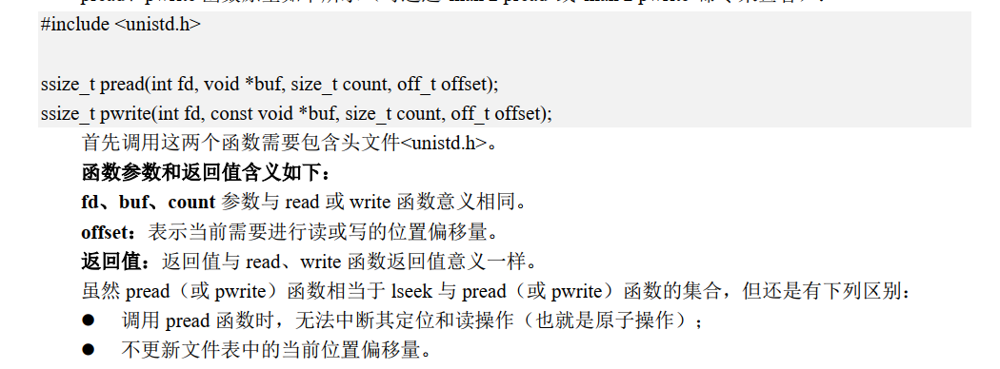 #include <unistd.h>
ssize_t pread(int fd, void *buf, size_t count, off_t offset);
ssize_t pwrite(int fd, const void *buf, size_t count, off_t offset);
首先调用这两个函数需要包含头文件<unistd.h>。
函数参数和返回值含义如下：
fd、buf、count 参数与 read 或 write 函数意义相同。
offset：表示当前需要进行读或写的位置偏移量。
返回值：返回值与 read、write 函数返回值意义一样。
虽然 pread（或 pwrite）函数相当于 lseek 与 pread（或 pwrite）函数的集合，但还是有下列区别：
● 调用 pread 函数时，无法中断其定位和读操作（也就是原子操作）；
● 不更新文件表中的当前位置偏移量。